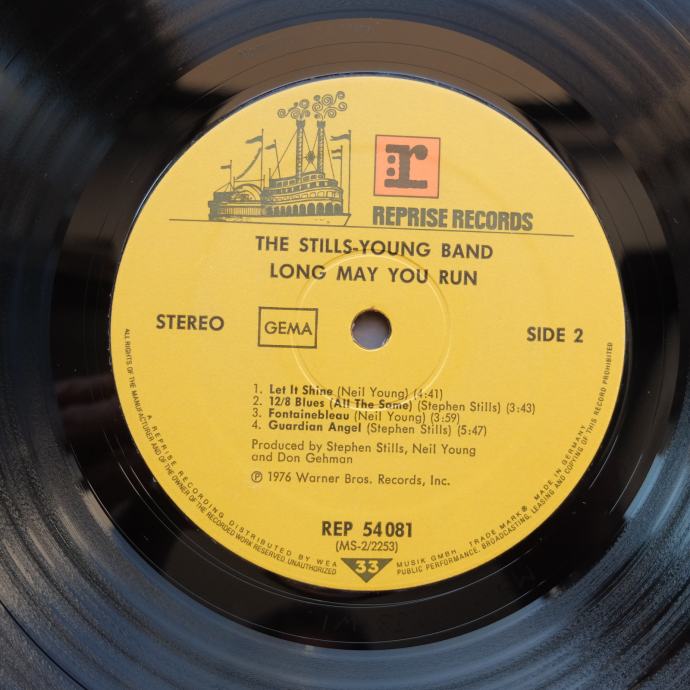 r
REPRISE RECORDS
THE STILLS-YOUNG BAND
LONG MAY YOU RUN
STEREO
GEMA
SIDE 2
1. Let It Shine (Neil Young) (4:41)
2. 12/8 Blues (All The Same) (Stephen Stills) (3:43)
3. Fontainebleau (Neil Young) (3:59)
4. Guardian Angel (Stephen Stills) (5:47)
Produced by Stephen Stills, Neil Young
and Don Gehman
℗ 1976 Warner Bros. Records, Inc.
REP 54 081
(MS-2/2253)
33
A REPRISE RECORDING DISTRIBUTED BY WEA MUSIK GMBH. TRADE MARK® MADE IN GERMANY
ALL RIGHTS OF THE MANUFACTURER AND OF THE OWNER OF THE RECORDED WORK RESERVED. UNAUTHORIZED PUBLIC PERFORMANCE, BROADCASTING, LEASING AND COPYING OF THIS RECORD PROHIBITED